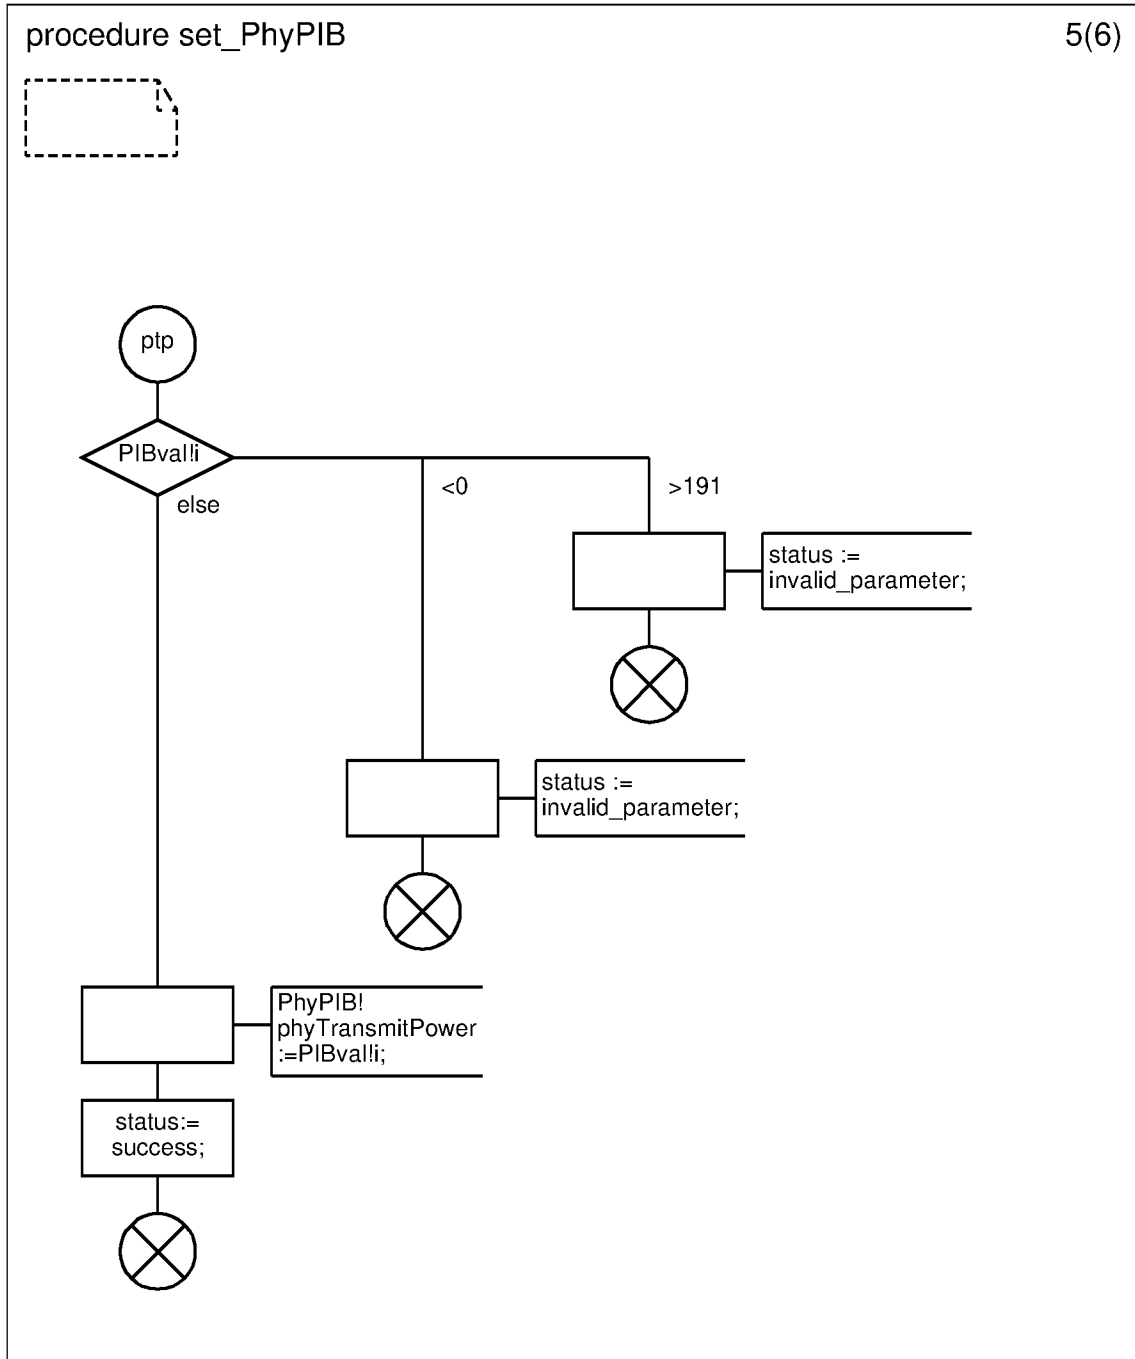 procedure set_PhyPIB
5(6)
ptp
PIBval!i
else
<0
>191
status :=
invalid_parameter;
status :=
invalid_parameter;
PhyPIB!
phyTransmitPower
:=PIBval!i;
status:=
success;